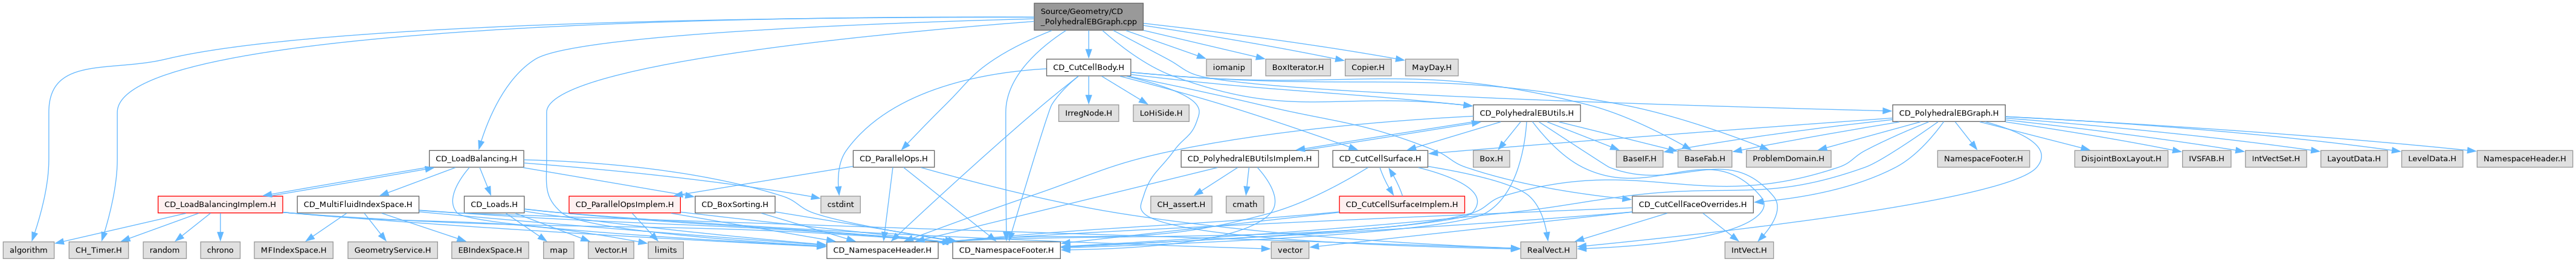 Source/Geometry/CD
_PolyhedralEBGraph.cpp
CD_CutCellBody.H
iomanip
BoxIterator.H
Copier.H
MayDay.H
IrregNode.H
LoHiSide.H
CD_PolyhedralEBUtils.H
CD_PolyhedralEBGraph.H
CD_LoadBalancing.H
CD_ParallelOps.H
CD_PolyhedralEBUtilsImplem.H
CD_CutCellSurface.H
Box.H
BaseIF.H
BaseFab.H
ProblemDomain.H
NamespaceFooter.H
DisjointBoxLayout.H
IVSFAB.H
IntVectSet.H
LayoutData.H
LevelData.H
NamespaceHeader.H
CD_LoadBalancingImplem.H
CD_MultiFluidIndexSpace.H
CD_Loads.H
CD_ParallelOpsImplem.H
CD_BoxSorting.H
cstdint
CH_assert.H
cmath
CD_CutCellSurfaceImplem.H
CD_CutCellFaceOverrides.H
algorithm
CH_Timer.H
random
chrono
MFIndexSpace.H
GeometryService.H
EBIndexSpace.H
map
Vector.H
limits
CD_NamespaceHeader.H
CD_NamespaceFooter.H
vector
RealVect.H
IntVect.H